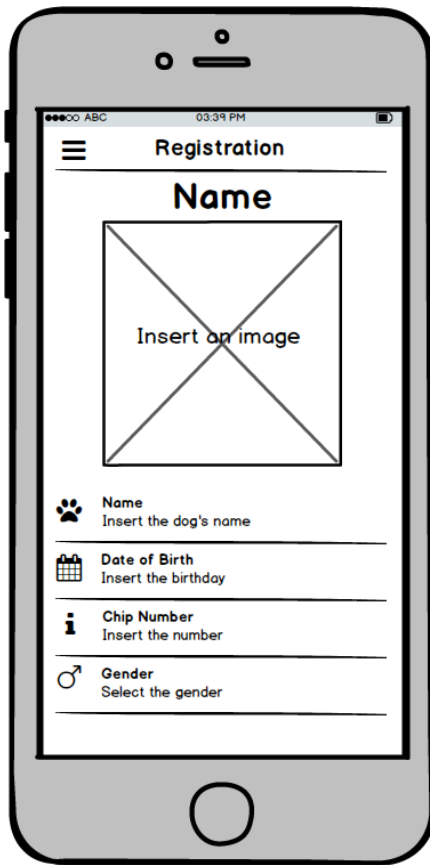 ABC 03:39 PM
Registration
Name
Insert an image
Name
Insert the dog's name
Date of Birth
Insert the birthday
Chip Number
Insert the number
Gender
Select the gender